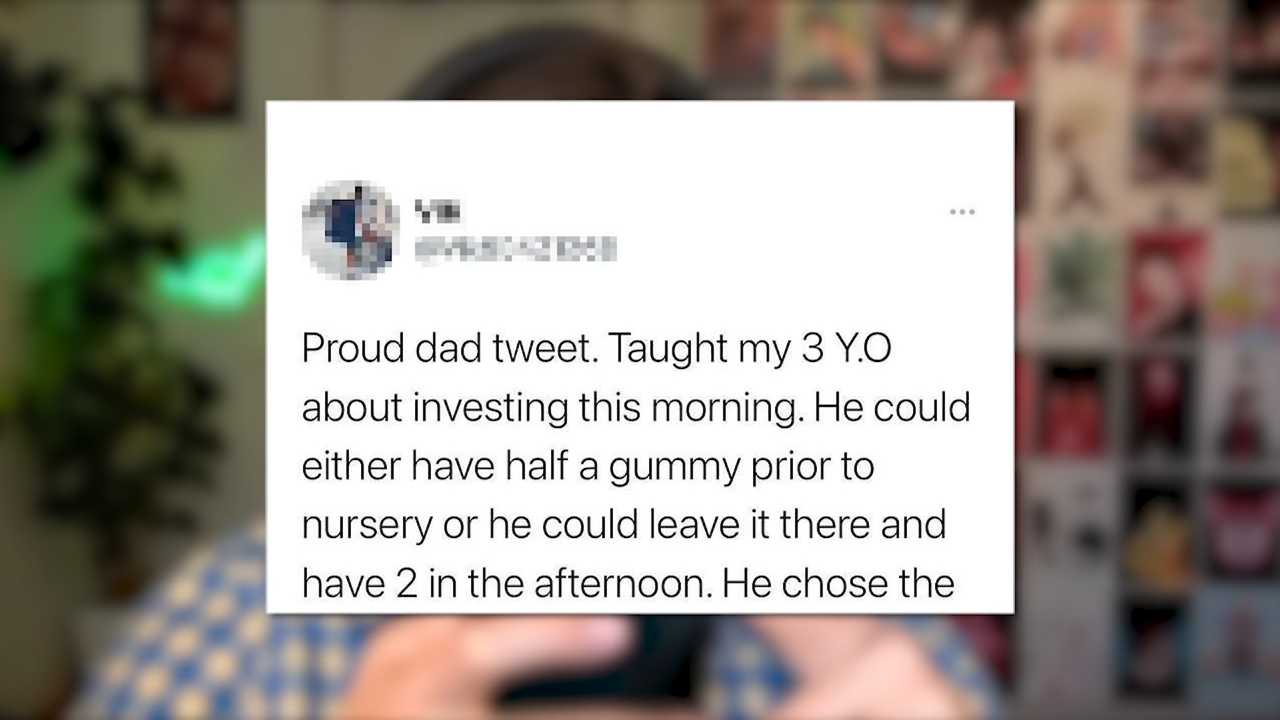 Proud dad tweet. Taught my 3 Y.O
about investing this morning. He could
either have half a gummy prior to
nursery or he could leave it there and
have 2 in the afternoon. He chose the